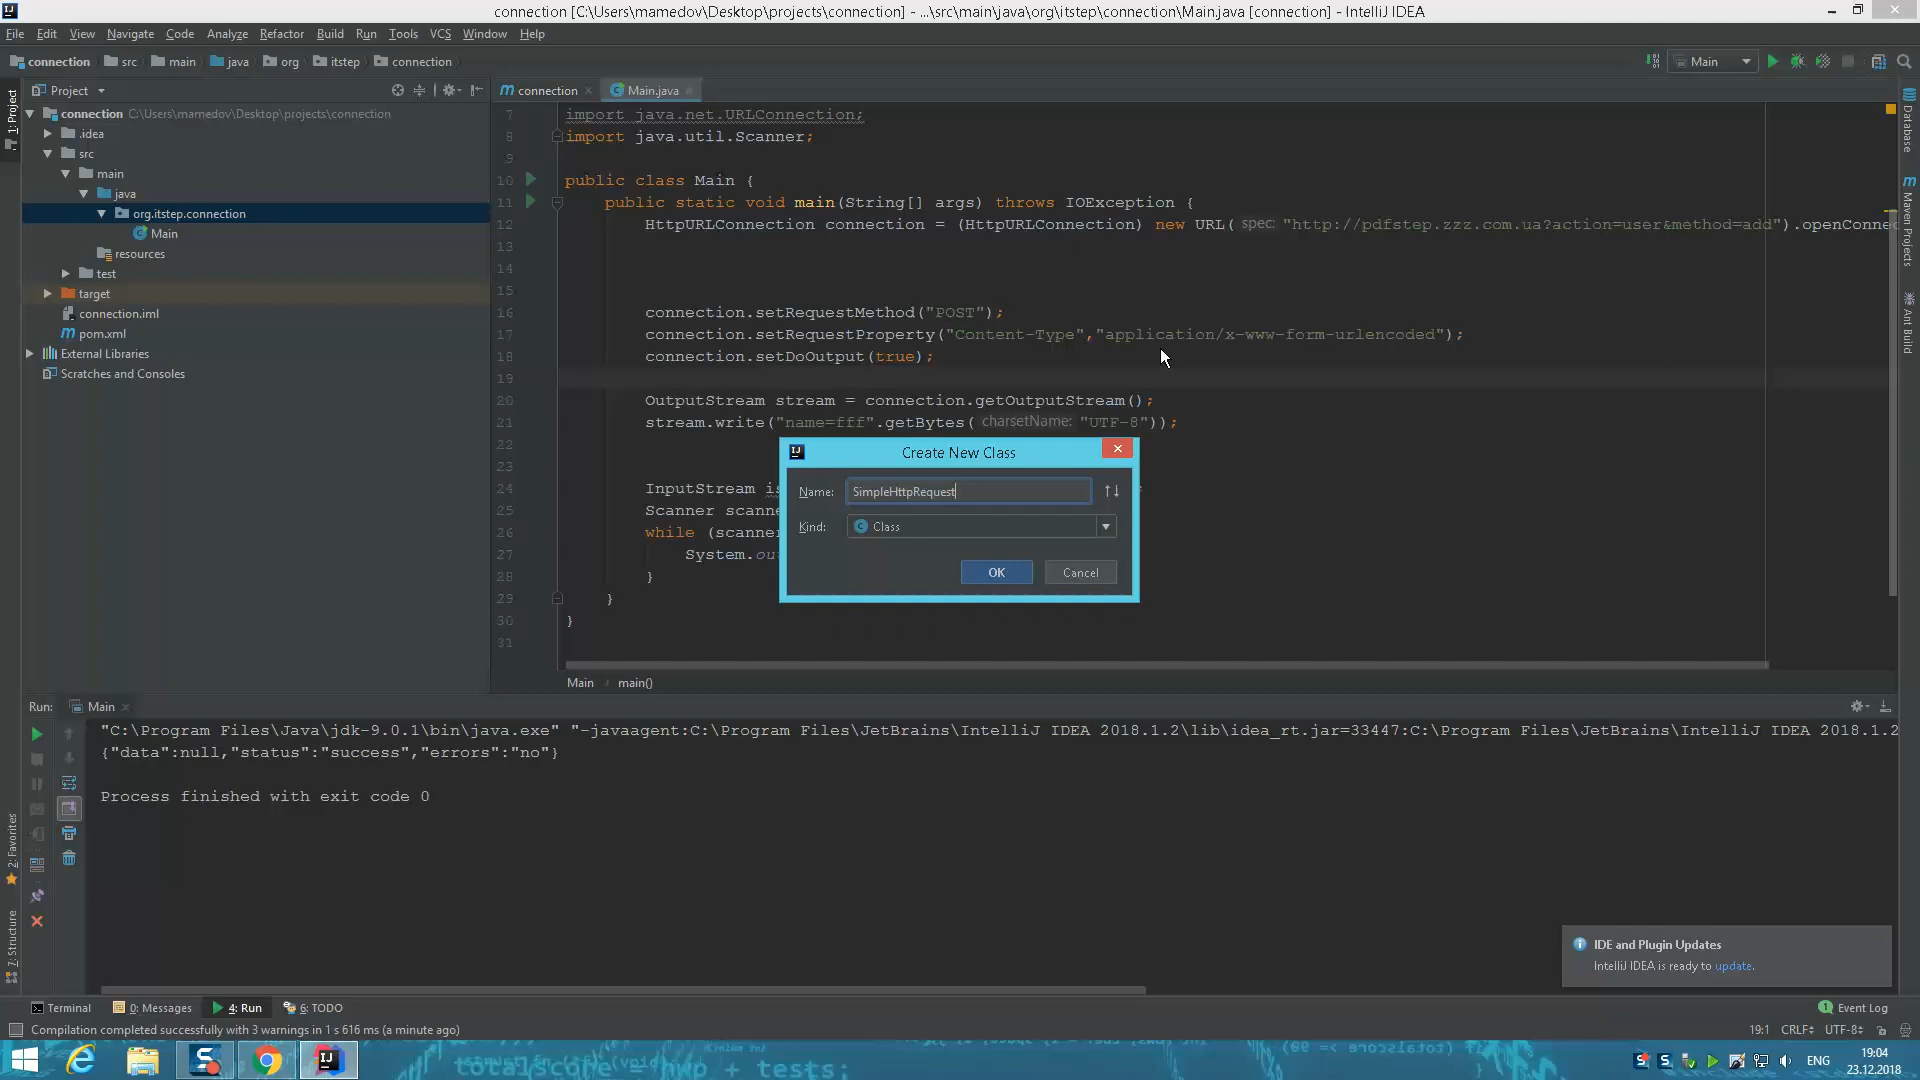 connection [C:\Users\mamedov\Desktop\projects\connection] - ...\src\main\java\org\itstep\connection\Main.java [connection] - IntelliJ IDEA
File Edit View Navigate Code Analyze Refactor Build Run Tools VCS Window Help
connection src main java org itstep connection Main
Project connection Main.java
1: Project
connection C:\Users\mamedov\Desktop\projects\connection
.idea
src
main
java
org.itstep.connection
Main
resources
test
target
connection.iml
pom.xml
External Libraries
Scratches and Consoles
7 import java.net.URLConnection;
8 import java.util.Scanner;
9
10 public class Main {
11 public static void main(String[] args) throws IOException {
12 HttpURLConnection connection = (HttpURLConnection) new URL( spec: "http://pdfstep.zzz.com.ua?action=user&method=add").openConne
13
14
15
16 connection.setRequestMethod("POST");
17 connection.setRequestProperty("Content-Type","application/x-www-form-urlencoded");
18 connection.setDoOutput(true);
19
20 OutputStream stream = connection.getOutputStream();
21 stream.write("name=fff".getBytes( charsetName: "UTF-8"));
22
23
24 InputStream is
25 Scanner scanne
26 while (scanner
27 System.ou
28 }
29 }
30 }
31
Create New Class
Name: SimpleHttpRequest
Kind: Class
OK Cancel
Database
Maven Projects
Ant Build
Main main()
Run: Main
"C:\Program Files\Java\jdk-9.0.1\bin\java.exe" "-javaagent:C:\Program Files\JetBrains\IntelliJ IDEA 2018.1.2\lib\idea_rt.jar=33447:C:\Program Files\JetBrains\IntelliJ IDEA 2018.1.2
{"data":null,"status":"success","errors":"no"}
Process finished with exit code 0
2: Favorites
7: Structure
IDE and Plugin Updates
IntelliJ IDEA is ready to update.
Terminal 0: Messages 4: Run 6: TODO 1 Event Log
Compilation completed successfully with 3 warnings in 1 s 616 ms (a minute ago) 19:1 CRLF UTF-8
ENG 19:04
23.12.2018